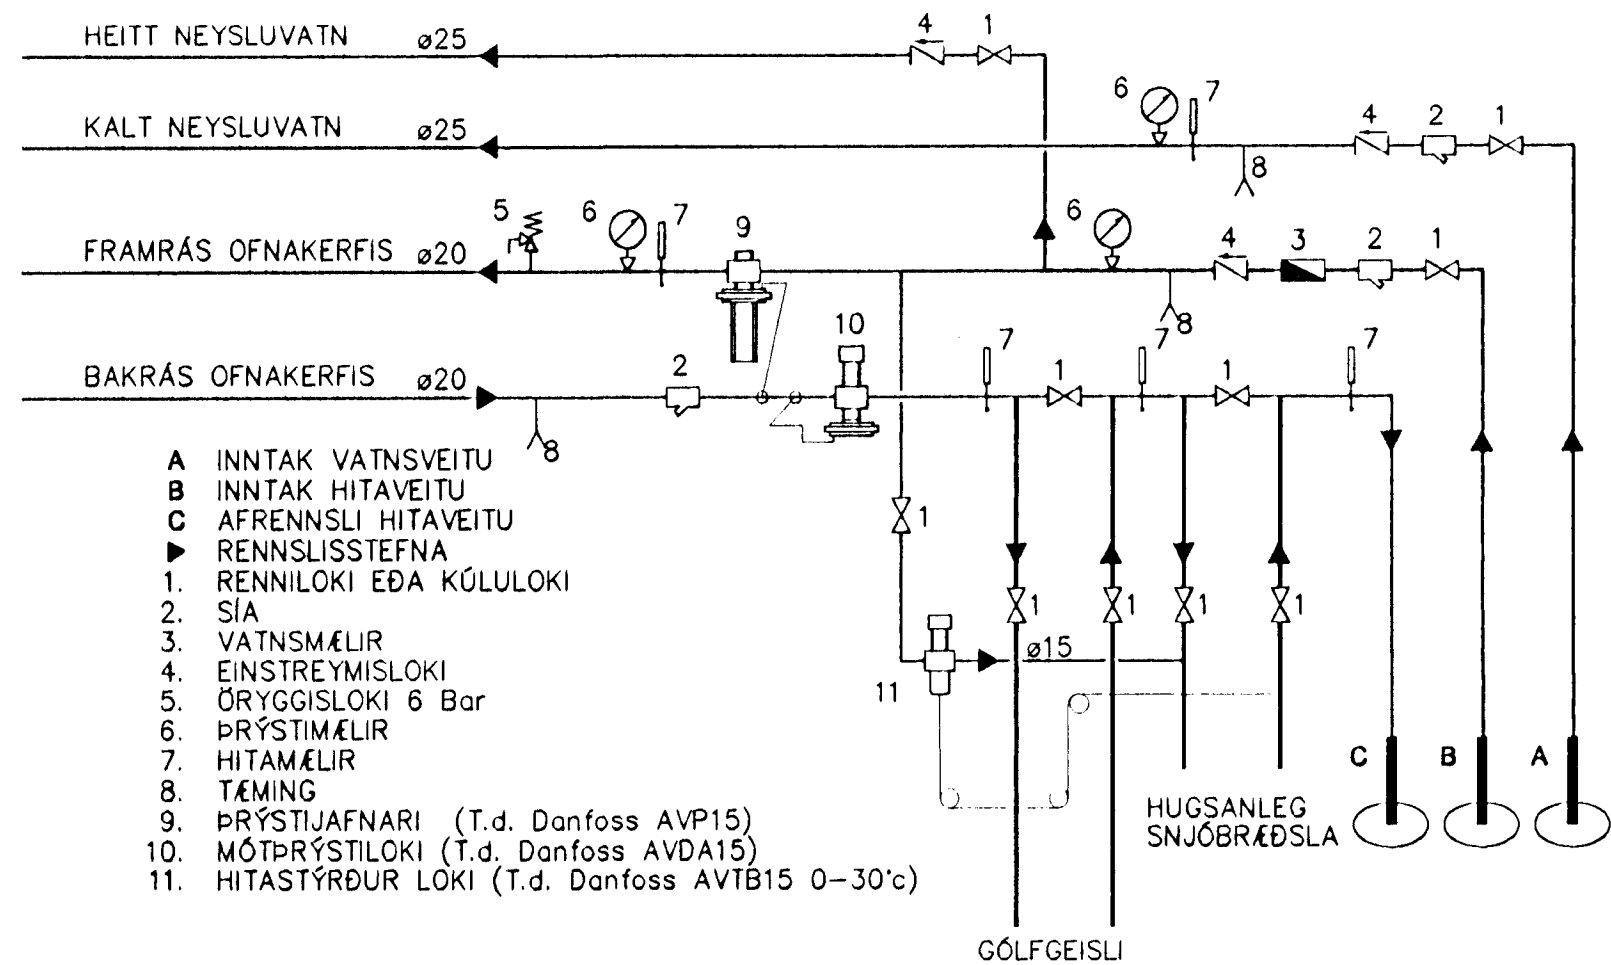 4 1
HEITT NEYSLUVATN ø25
6 7 4 2 1
KALT NEYSLUVATN ø25
8
5 6 7 9 6 4 3 2 1
FRAMRÁS OFNAKERFIS ø20
8
10 7 1 7 1 7
2
BAKRÁS OFNAKERFIS ø20
8
A INNTAK VATNSVEITU
B INNTAK HITAVEITU
C AFRENNSLI HITAVEITU
▶ RENNSLISSTEFNA
1. RENNILOKI EÐA KÚLULOKI
2. SÍA
3. VATNSMÆLIR
4. EINSTREYMISLOKI
5. ÖRYGGISLOKI 6 Bar
6. ÞRÝSTIMÆLIR
7. HITAMÆLIR
8. TÆMING
9. ÞRÝSTIJAFNARI (T.d. Danfoss AVP15)
10. MÓTÞRÝSTILOKI (T.d. Danfoss AVDA15)
11. HITASTÝRÐUR LOKI (T.d. Danfoss AVTB15 0–30°c)
1
1 1 1 1
ø15
11
C B A
HUGSANLEG
SNJÓBRÆÐSLA
GÓLFGEISLI